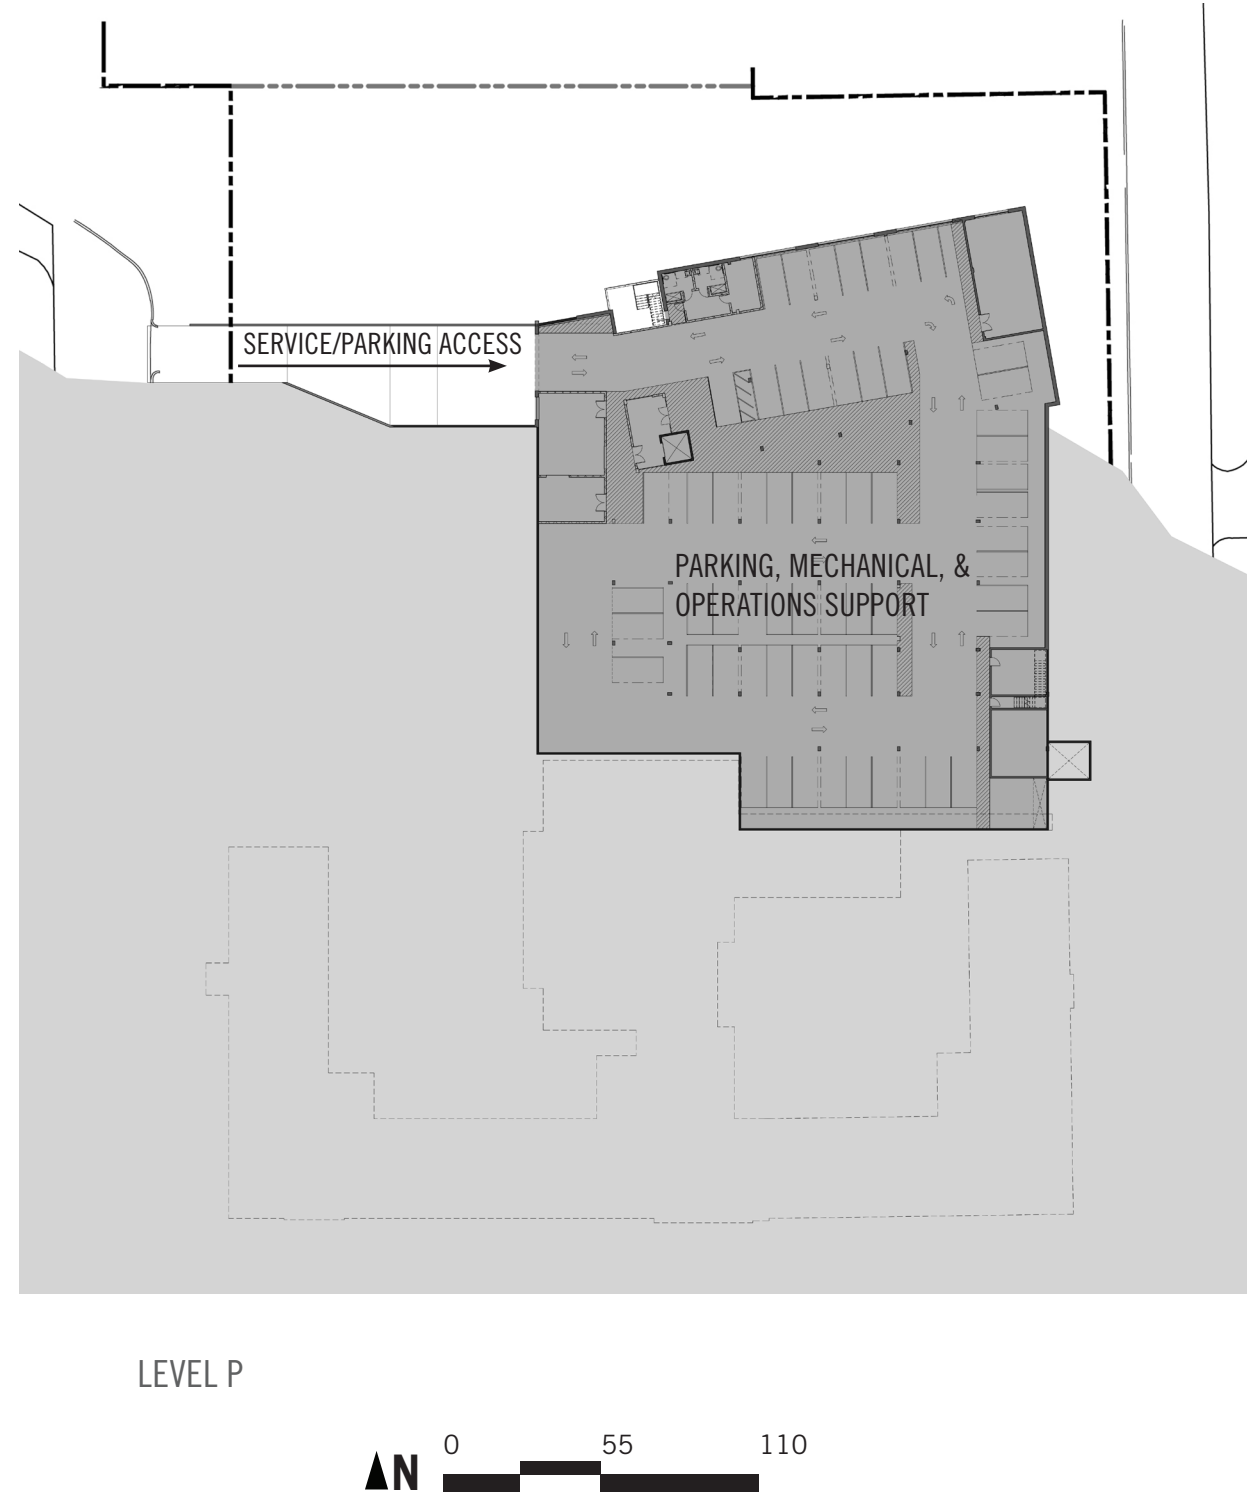 SERVICE/PARKING ACCESS
PARKING, MECHANICAL, &
OPERATIONS SUPPORT
LEVEL P
N
0 55 110